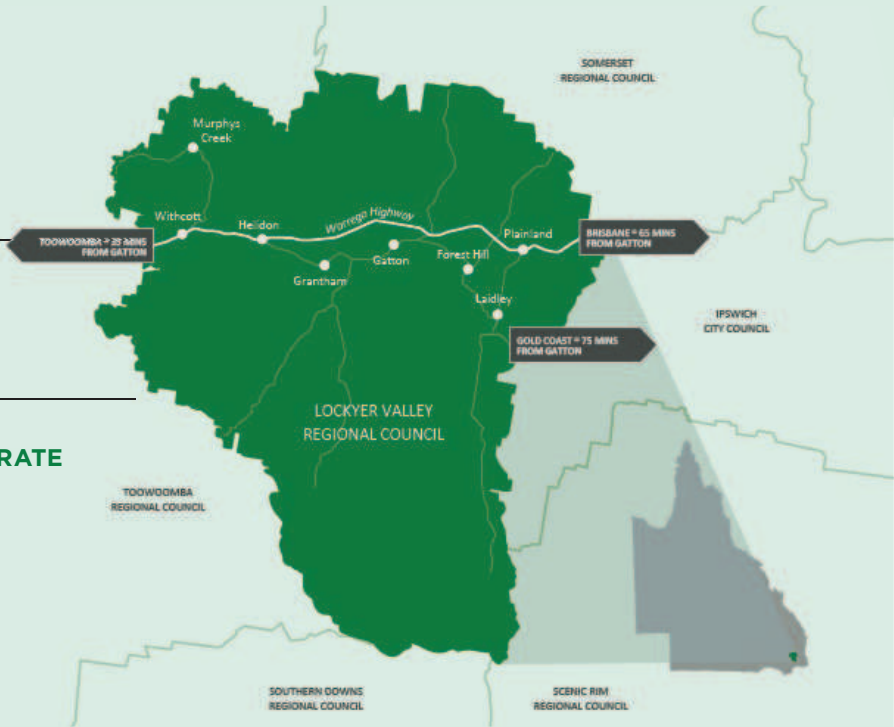 SOMERSET
REGIONAL COUNCIL
Murphys
Creek
Withcott
Helidon
Warrego Highway
Plainland
BRISBANE = 65 MINS
FROM GATTON
TOOWOOMBA = 35 MINS
FROM GATTON
Gatton
Forest Hill
Grantham
Laidley
IPSWICH
CITY COUNCIL
GOLD COAST = 75 MINS
FROM GATTON
LOCKYER VALLEY
REGIONAL COUNCIL
RATE
TOOWOOMBA
REGIONAL COUNCIL
SOUTHERN DOWNS
REGIONAL COUNCIL
SCENIC RIM
REGIONAL COUNCIL